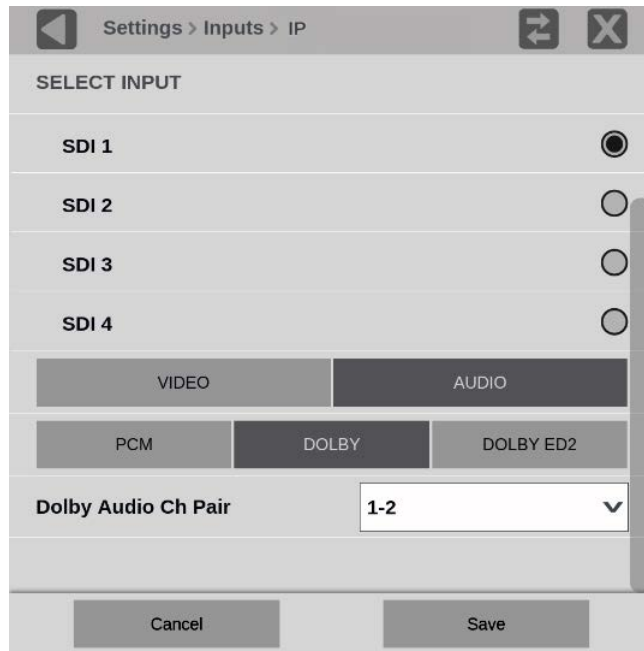 Settings > Inputs > IP
SELECT INPUT
SDI 1
SDI 2
SDI 3
SDI 4
VIDEO AUDIO
PCM DOLBY DOLBY ED2
Dolby Audio Ch Pair 1-2
Cancel Save